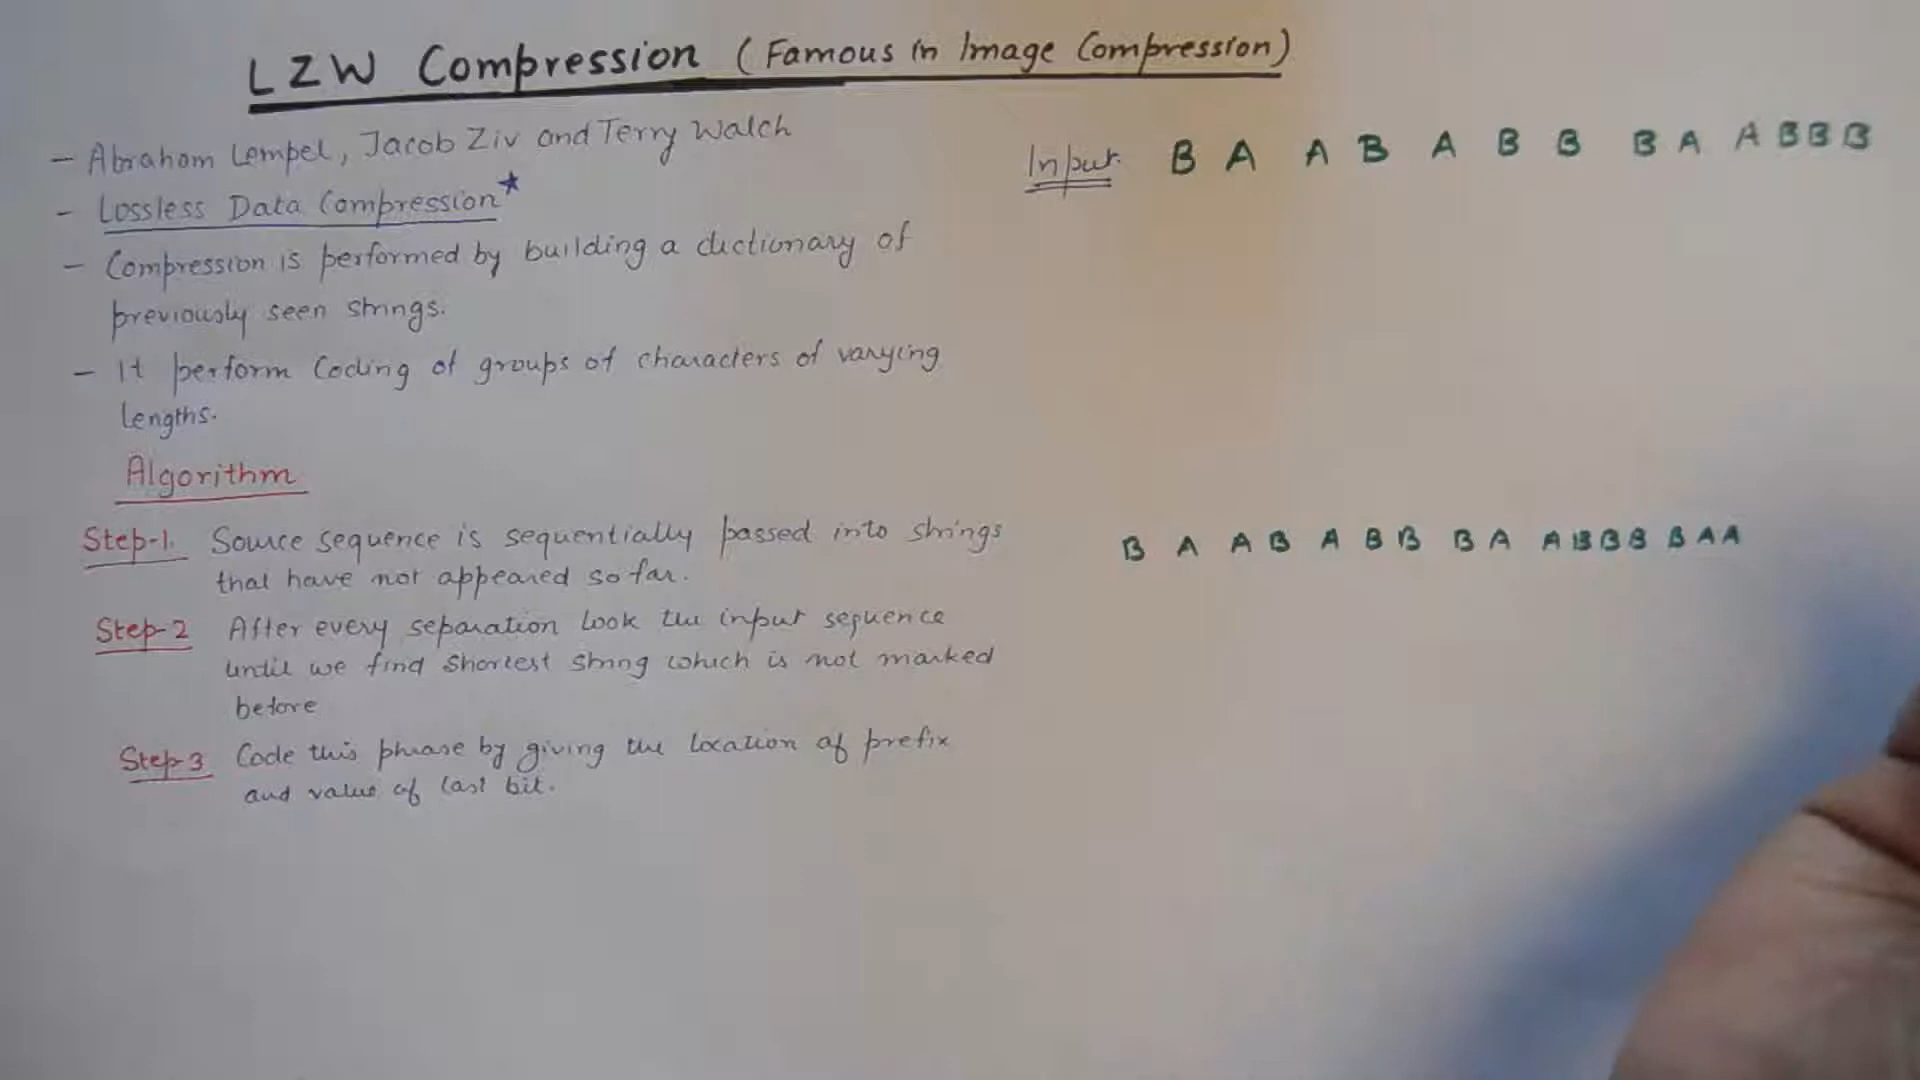 LZW Compression (Famous in Image Compression)
- Abraham Lempel, Jacob Ziv and Terry Walch
- Lossless Data Compression*
- Compression is performed by building a dictionary of
previously seen strings.
- It perform Coding of groups of characters of varying
lengths.
Algorithm
Step-1. Source sequence is sequentially passed into strings
that have not appeared so far.
Step-2 After every separation look the input sequence
until we find shortest string which is not marked
before
Step-3 Code this phrase by giving the location of prefix
and value of last bit.
Input. B A A B A B B B A A B B B
B A A B A B B B A A B B B B A A